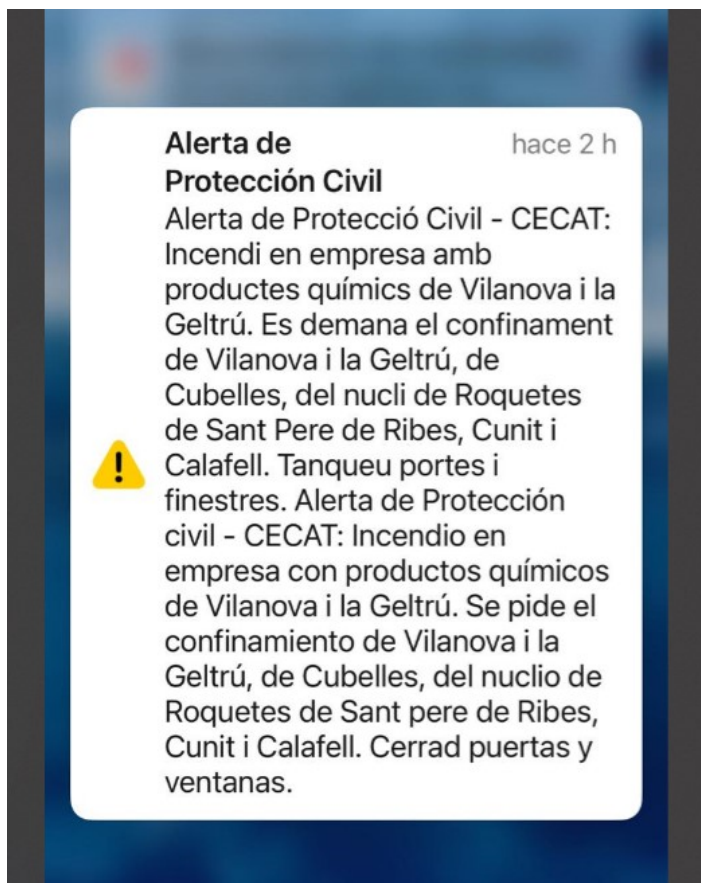 Alerta de
Protección Civil
hace 2 h
Alerta de Protecció Civil - CECAT:
Incendi en empresa amb
productes químics de Vilanova i la
Geltrú. Es demana el confinament
de Vilanova i la Geltrú, de
Cubelles, del nucli de Roquetes
de Sant Pere de Ribes, Cunit i
Calafell. Tanqueu portes i
finestres. Alerta de Protección
civil - CECAT: Incendio en
empresa con productos químicos
de Vilanova i la Geltrú. Se pide el
confinamiento de Vilanova i la
Geltrú, de Cubelles, del nuclio de
Roquetes de Sant pere de Ribes,
Cunit i Calafell. Cerrad puertas y
ventanas.